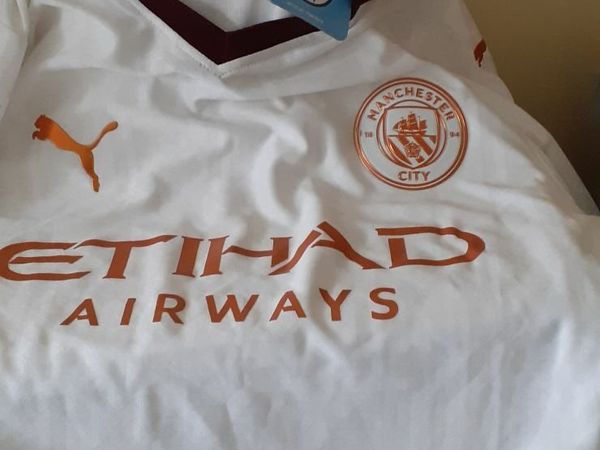 MANCHESTER
18 94
CITY
ETIHAD
AIRWAYS